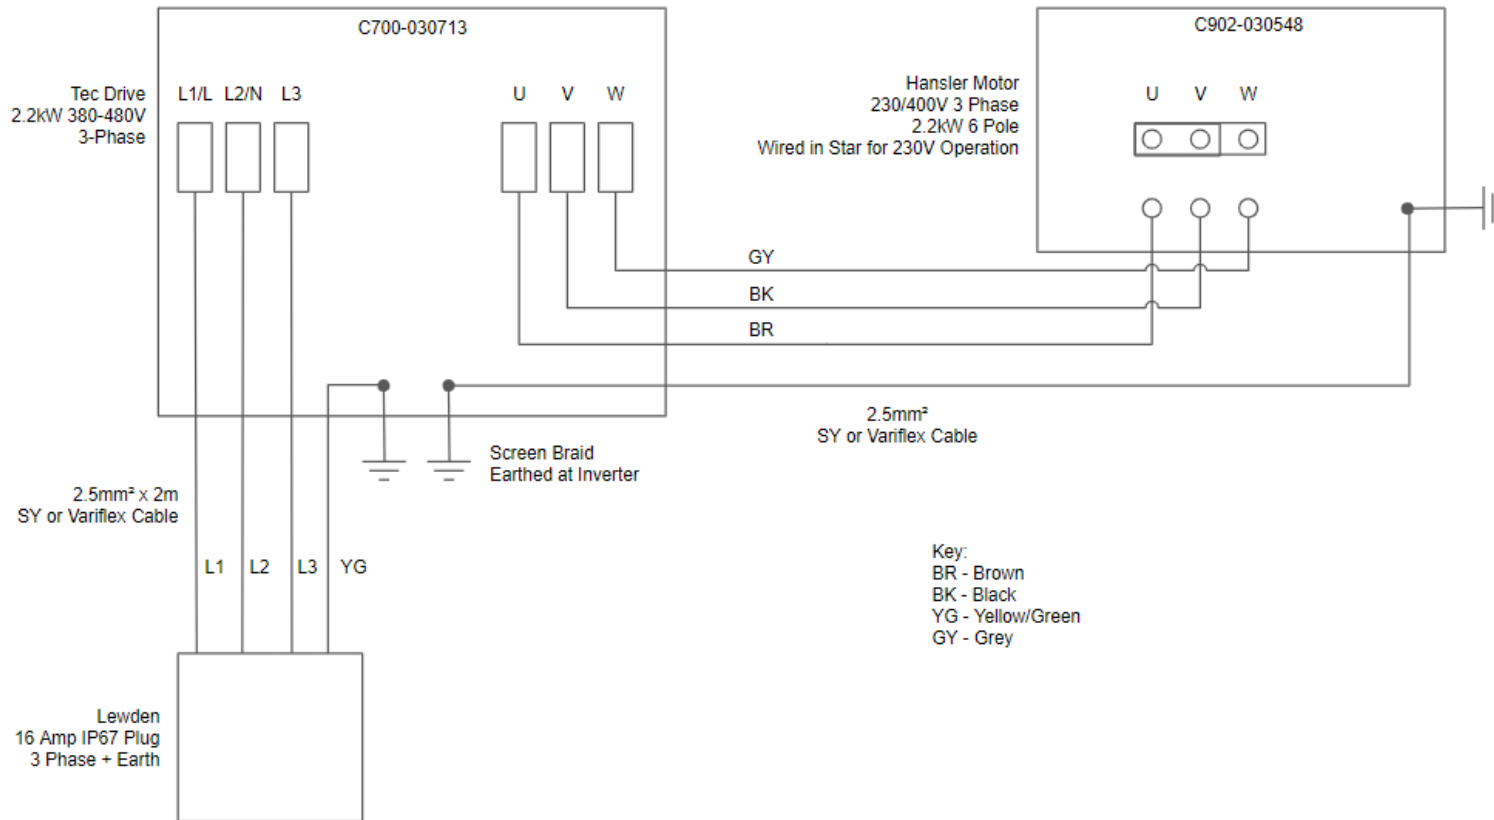 C700-030713
C902-030548
Tec Drive
2.2kW 380-480V
3-Phase
L1/L L2/N L3
U V W
Hansler Motor
230/400V 3 Phase
2.2kW 6 Pole
Wired in Star for 230V Operation
U V W
GY
BK
BR
2.5mm²
SY or Variflex Cable
Screen Braid
Earthed at Inverter
2.5mm² x 2m
SY or Variflex Cable
L1 L2 L3 YG
Key:
BR - Brown
BK - Black
YG - Yellow/Green
GY - Grey
Lewden
16 Amp IP67 Plug
3 Phase + Earth